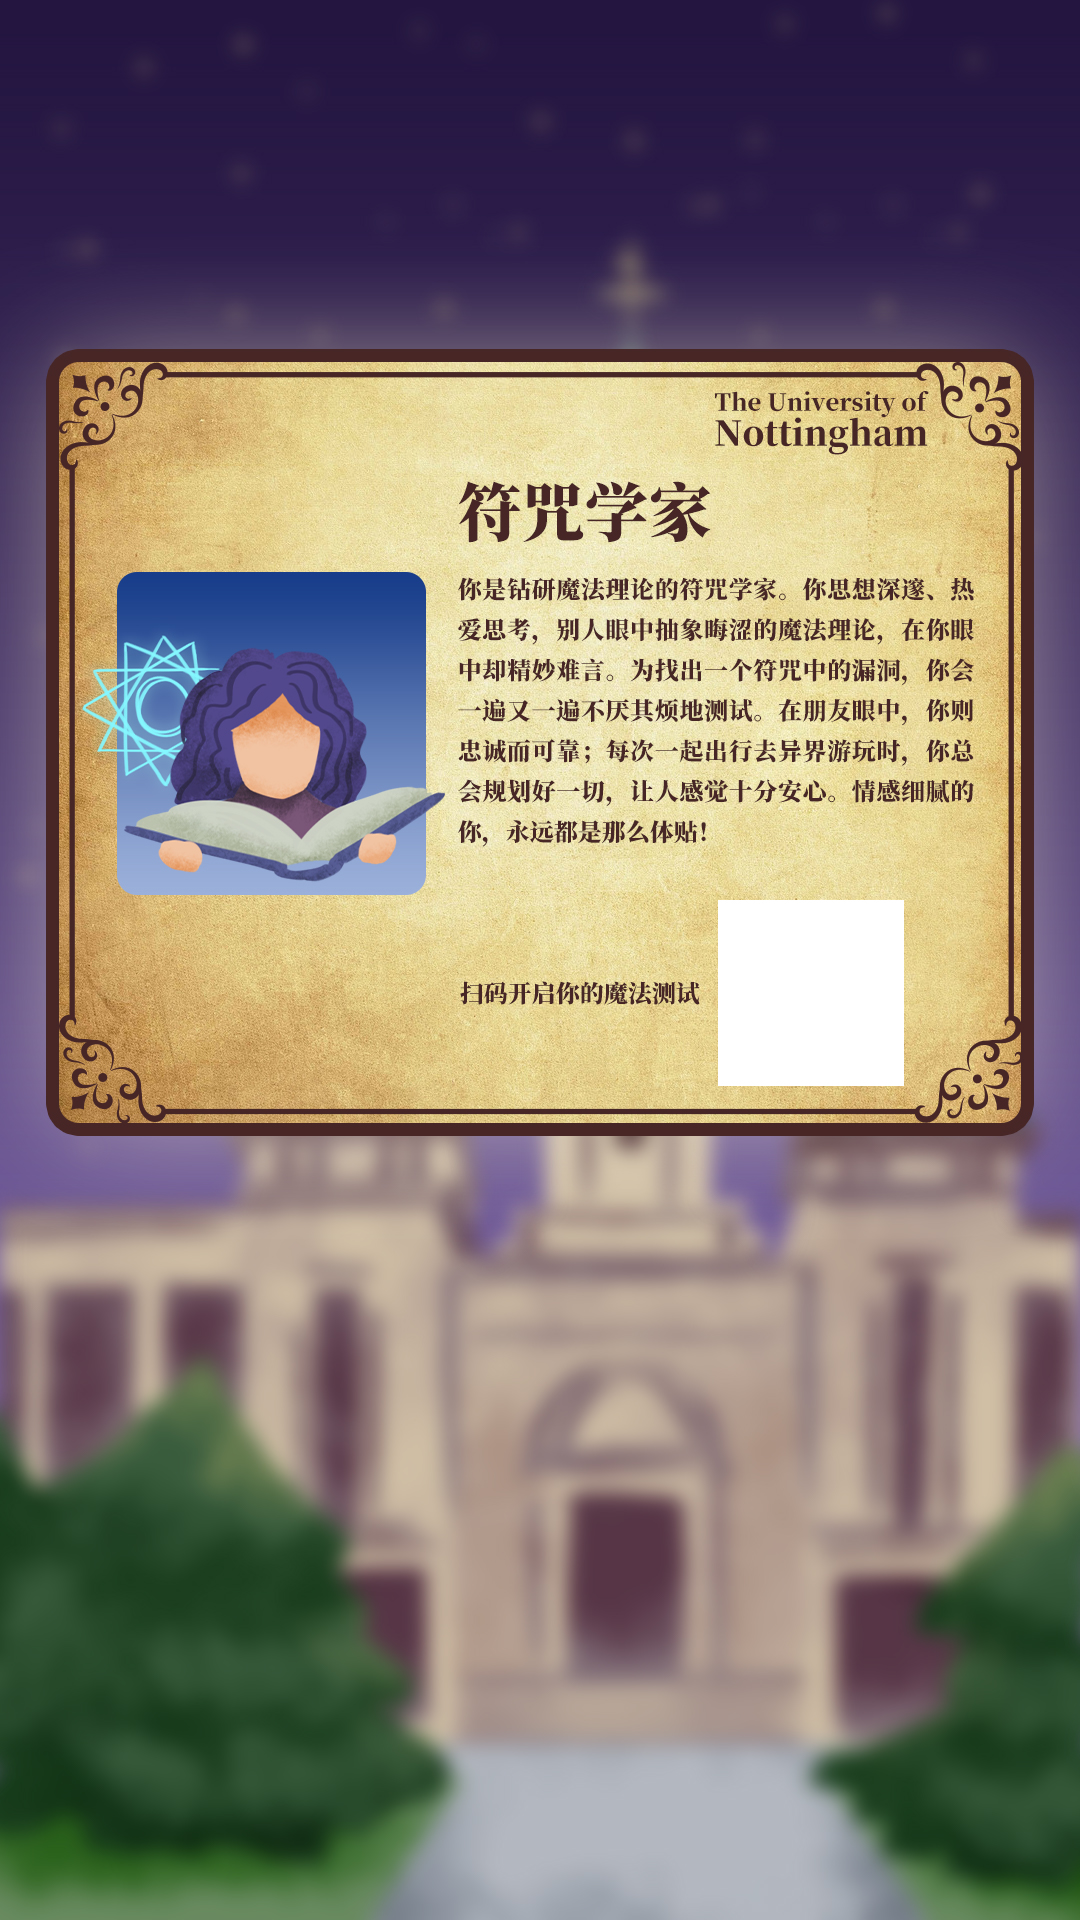 The University of
Nottingham
符咒学家
你是钻研魔法理论的符咒学家。你思想深邃、热
爱思考，别人眼中抽象晦涩的魔法理论，在你眼
中却精妙难言。为找出一个符咒中的漏洞，你会
一遍又一遍不厌其烦地测试。在朋友眼中，你则
忠诚而可靠；每次一起出行去异界游玩时，你总
会规划好一切，让人感觉十分安心。情感细腻的
你，永远都是那么体贴！
扫码开启你的魔法测试